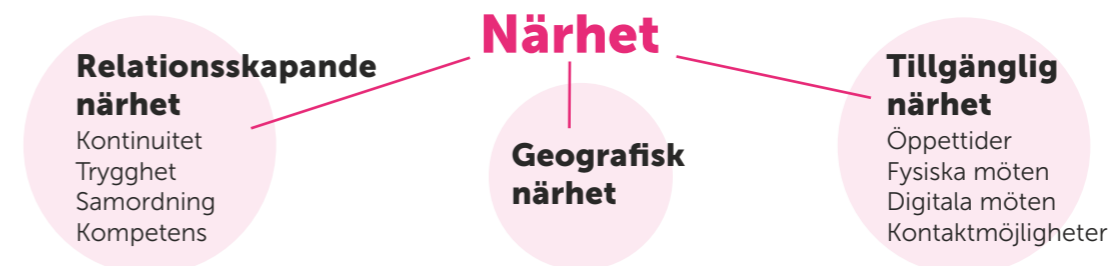 Närhet
Relationsskapande
närhet
Kontinuitet
Trygghet
Samordning
Kompetens
Geografisk
närhet
Tillgänglig
närhet
Öppettider
Fysiska möten
Digitala möten
Kontaktmöjligheter